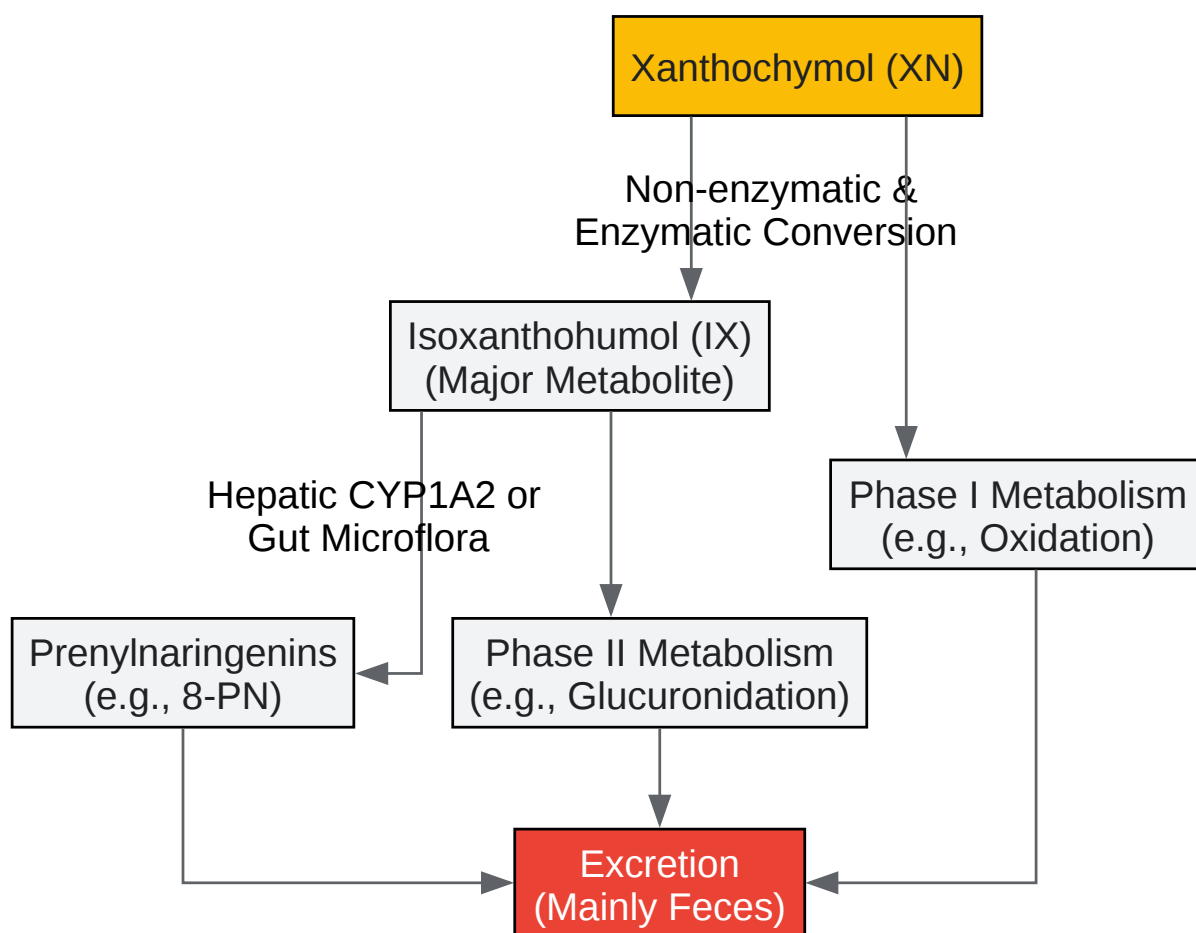 Xanthochymol (XN)
Non-enzymatic &
Enzymatic Conversion
Isoxanthohumol (IX)
(Major Metabolite)
Hepatic CYP1A2 or
Gut Microflora
Phase I Metabolism
(e.g., Oxidation)
Prenylnaringenins
(e.g., 8-PN)
Phase II Metabolism
(e.g., Glucuronidation)
Excretion
(Mainly Feces)